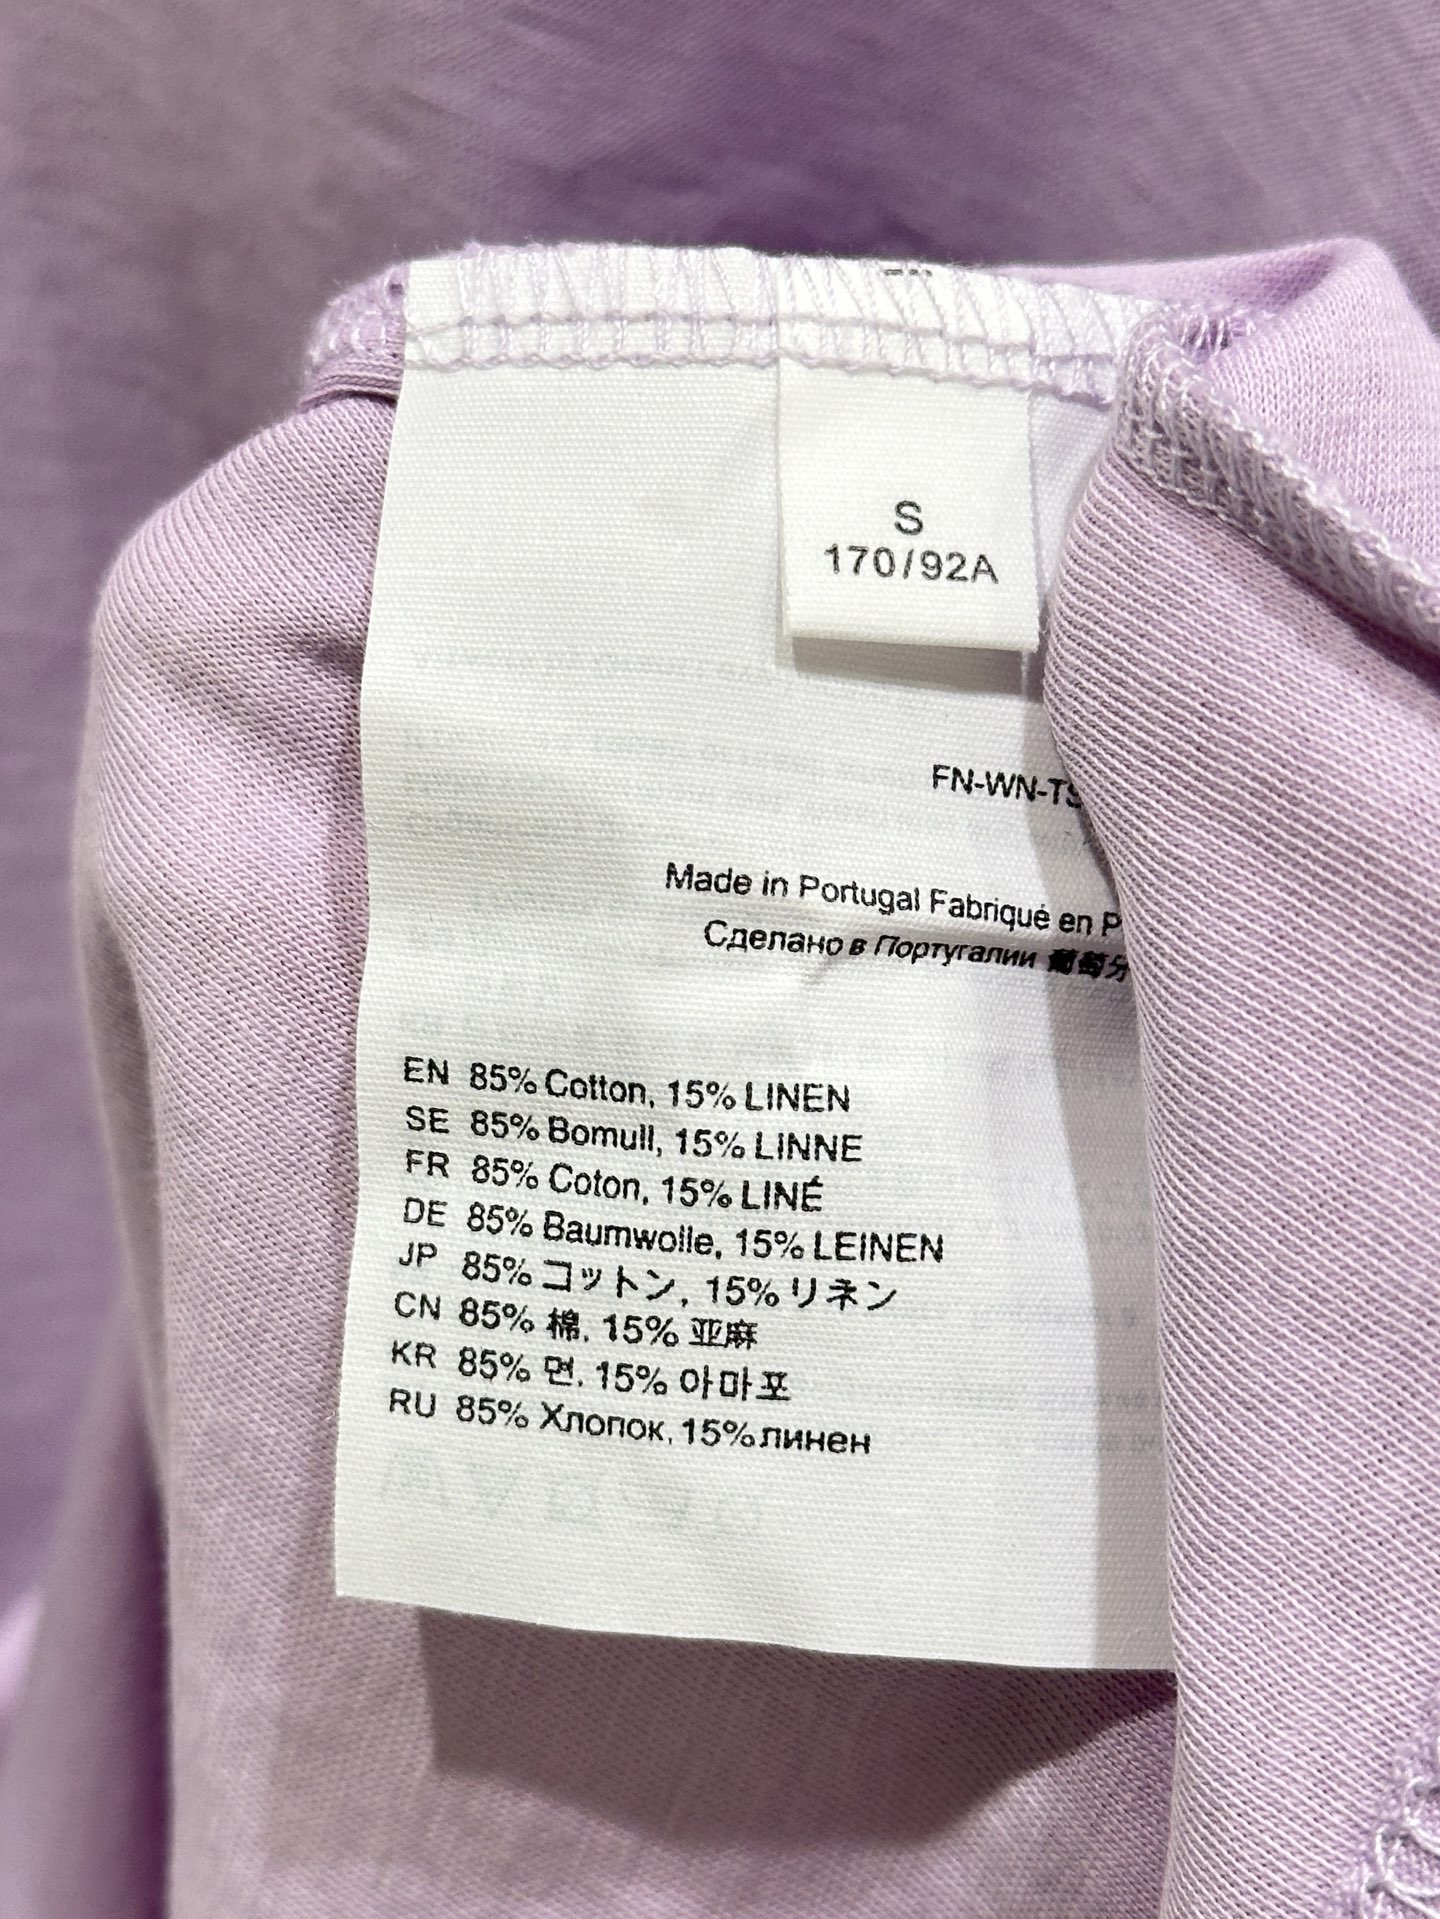 S
170/92A
FN-WN-TS
Made in Portugal Fabriqué en P
Сделано в Португалии 葡萄牙
EN 85% Cotton, 15% LINEN
SE 85% Bomull, 15% LINNE
FR 85% Coton, 15% LINÉ
DE 85% Baumwolle, 15% LEINEN
JP 85% コットン, 15% リネン
CN 85% 棉, 15% 亚麻
KR 85% 면, 15% 아마포
RU 85% Хлопок, 15% линен